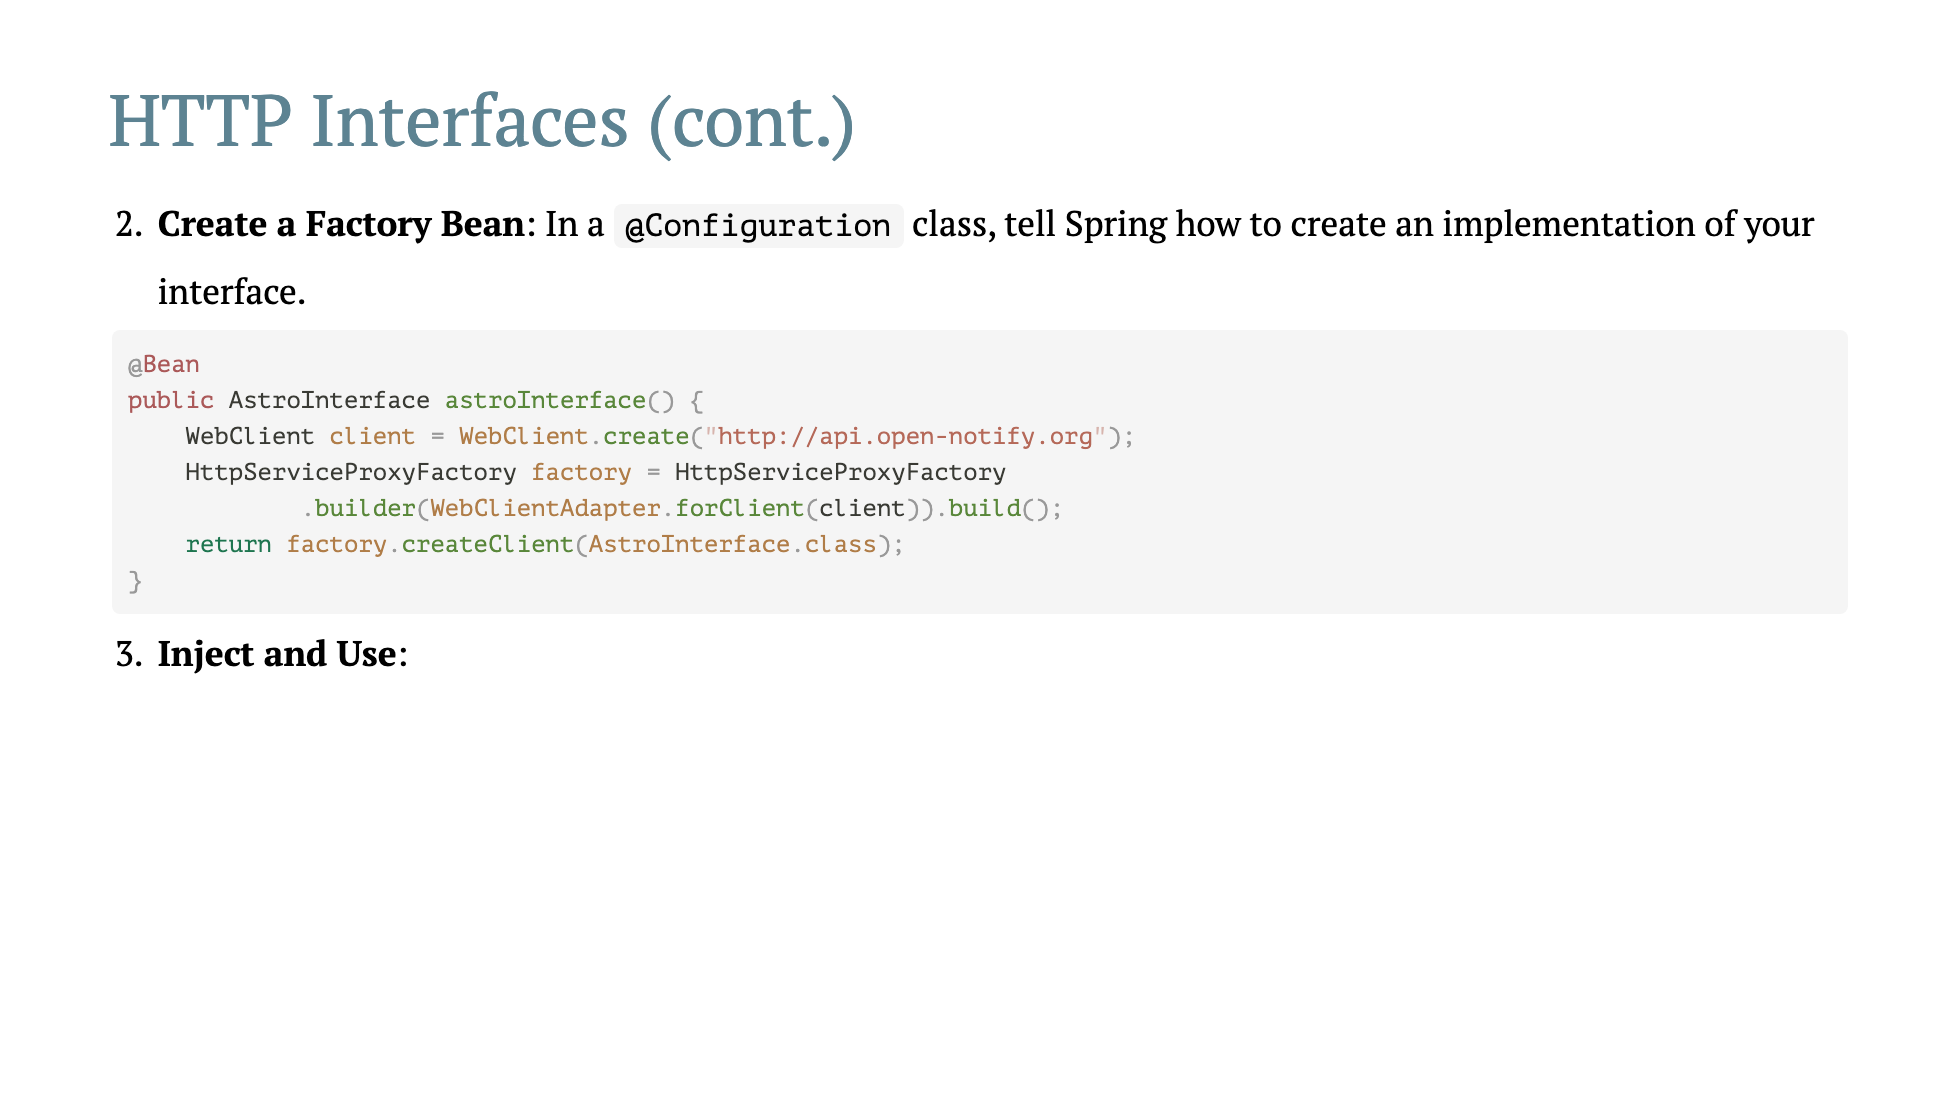 HTTP Interfaces (cont.)
2. Create a Factory Bean: In a @Configuration class, tell Spring how to create an implementation of your
interface.
@Bean
public AstroInterface astroInterface() {
    WebClient client = WebClient.create("http://api.open-notify.org");
    HttpServiceProxyFactory factory = HttpServiceProxyFactory
            .builder(WebClientAdapter.forClient(client)).build();
    return factory.createClient(AstroInterface.class);
}
3. Inject and Use: